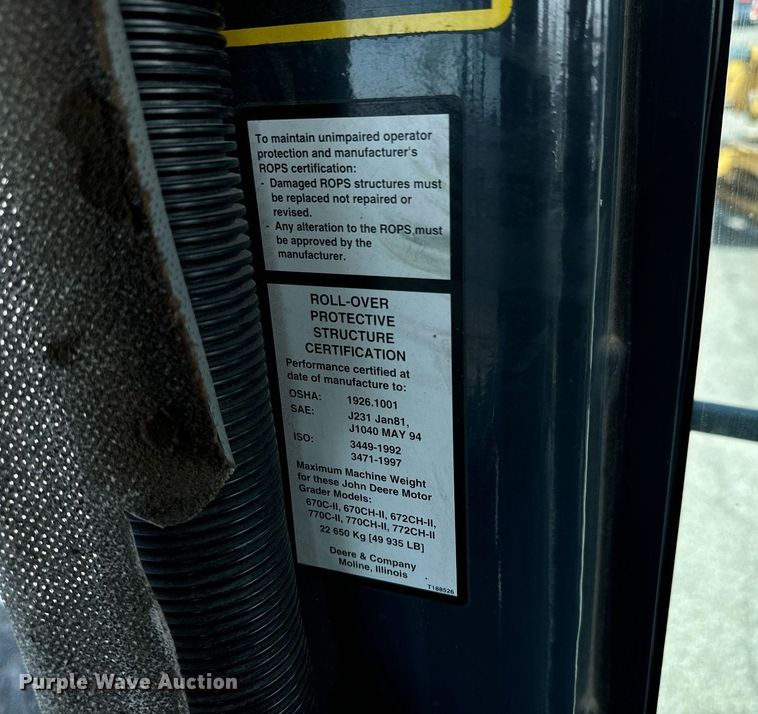 To maintain unimpaired operator
protection and manufacturer's
ROPS certification:
- Damaged ROPS structures must
be replaced not repaired or
revised.
- Any alteration to the ROPS must
be approved by the
manufacturer.
ROLL-OVER
PROTECTIVE
STRUCTURE
CERTIFICATION
Performance certified at
date of manufacture to:
OSHA: 1926.1001
SAE: J231 Jan81,
J1040 MAY 94
ISO: 3449-1992
3471-1997
Maximum Machine Weight
for these John Deere Motor
Grader Models:
670C-II, 670CH-II, 672CH-II,
770C-II, 770CH-II, 772CH-II
22 650 Kg [49 935 LB]
Deere & Company
Moline, Illinois
T188526
Purple Wave Auction